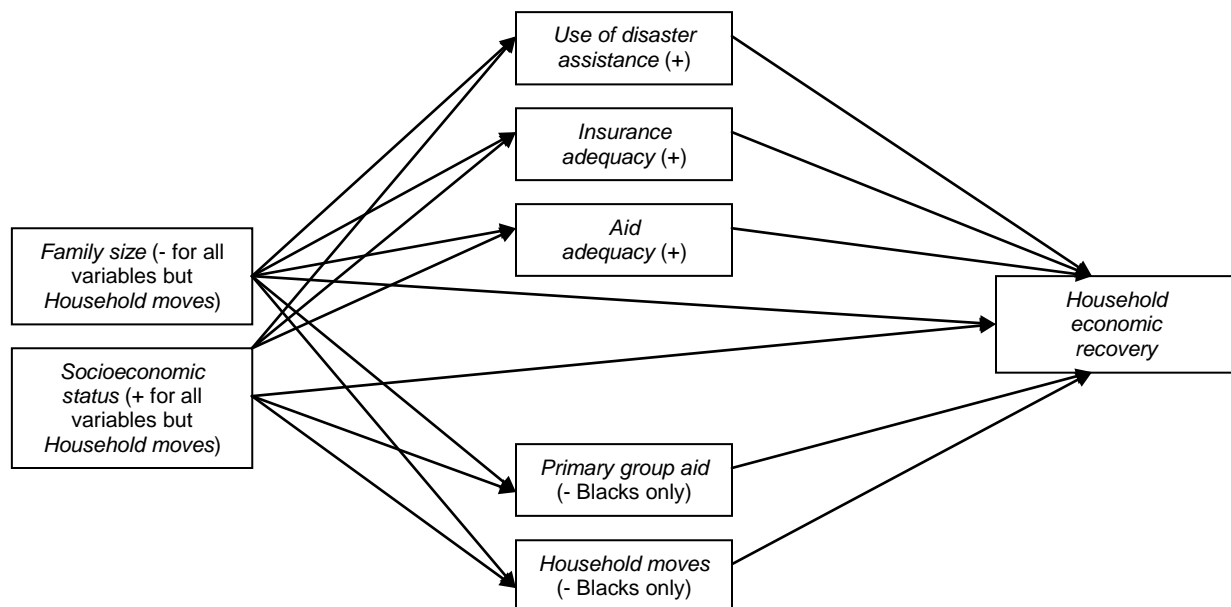 Family size (- for all
variables but
Household moves)
Socioeconomic
status (+ for all
variables but
Household moves)
Use of disaster
assistance (+)
Insurance
adequacy (+)
Aid
adequacy (+)
Primary group aid
(- Blacks only)
Household moves
(- Blacks only)
Household
economic
recovery